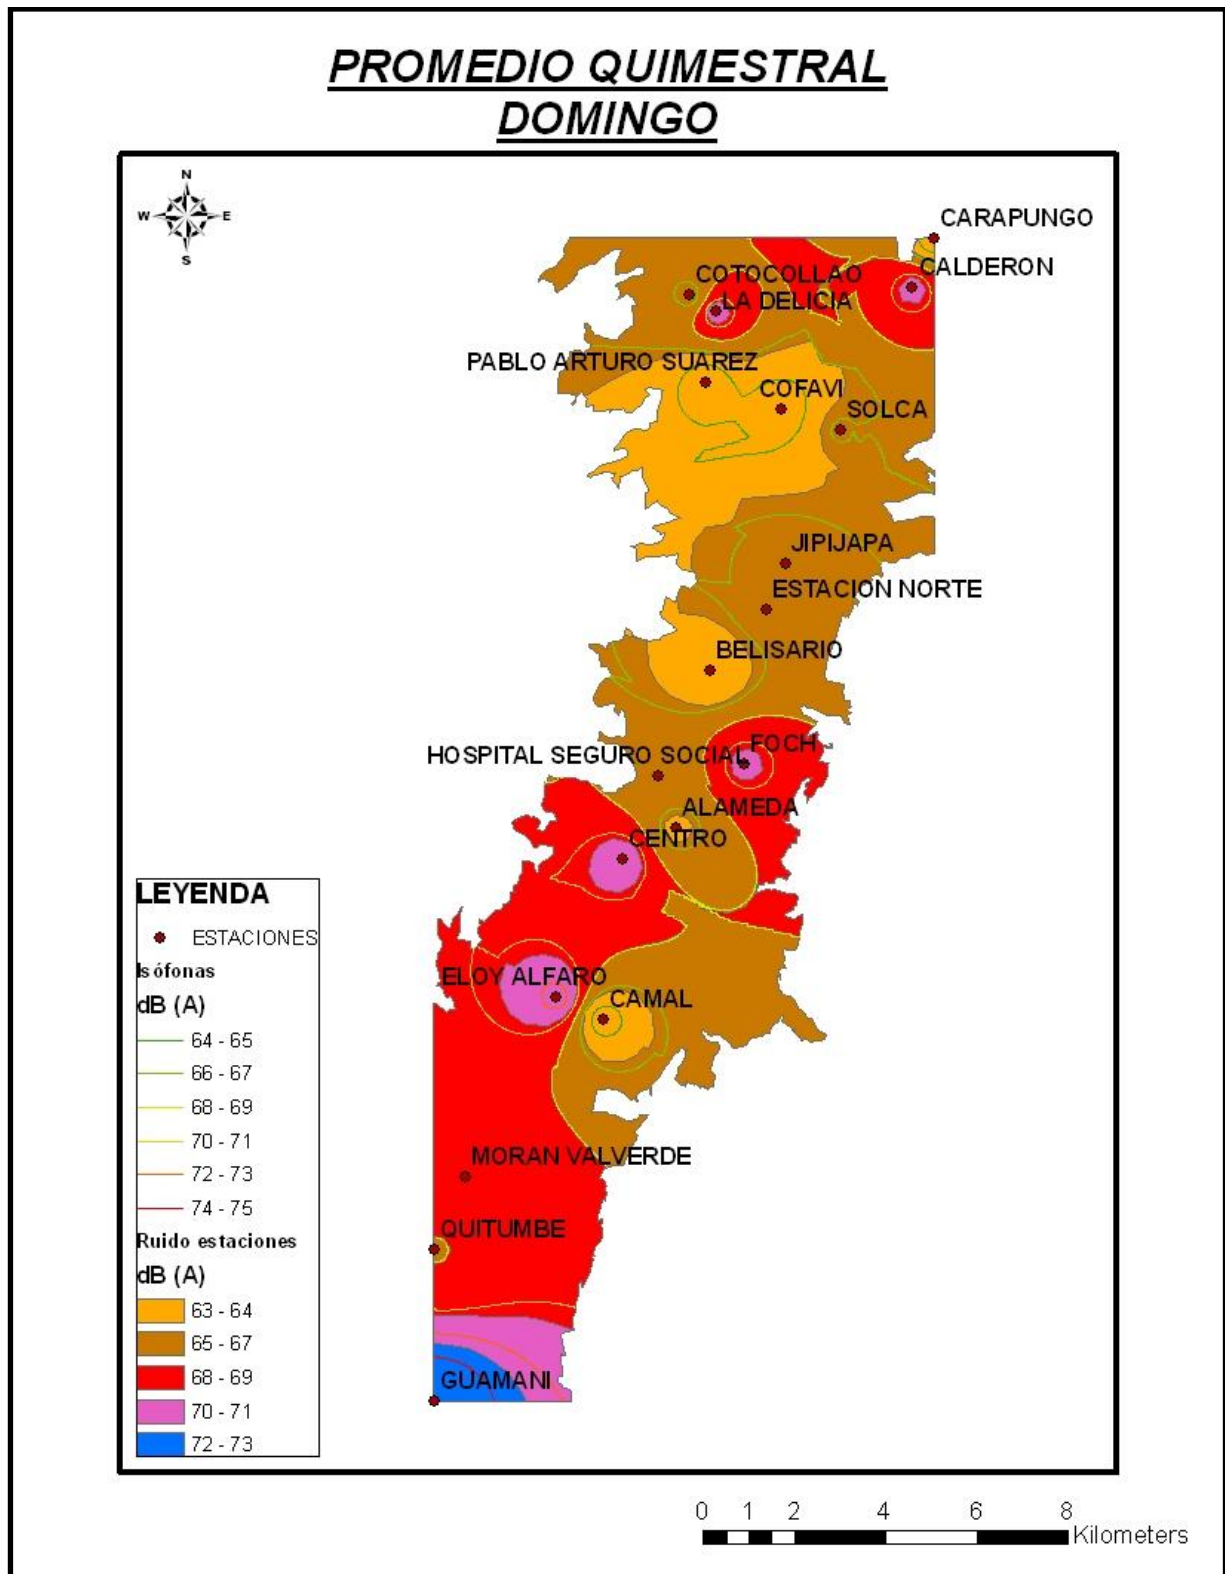 PROMEDIO QUIMESTRAL
DOMINGO
N
W E
S
CARAPUNGO
CALDERON
COTOCOLLAO
LA DELICIA
PABLO ARTURO SUAREZ
COFAVI
SOLCA
JIPIJAPA
ESTACION NORTE
BELISARIO
FOCH
HOSPITAL SEGURO SOCIAL
ALAMEDA
CENTRO
ELOY ALFARO
CAMAL
MORAN VALVERDE
QUITUMBE
GUAMANI
LEYENDA
ESTACIONES
Isófonas
dB (A)
64 - 65
66 - 67
68 - 69
70 - 71
72 - 73
74 - 75
Ruido estaciones
dB (A)
63 - 64
65 - 67
68 - 69
70 - 71
72 - 73
0 1 2 4 6 8
Kilometers